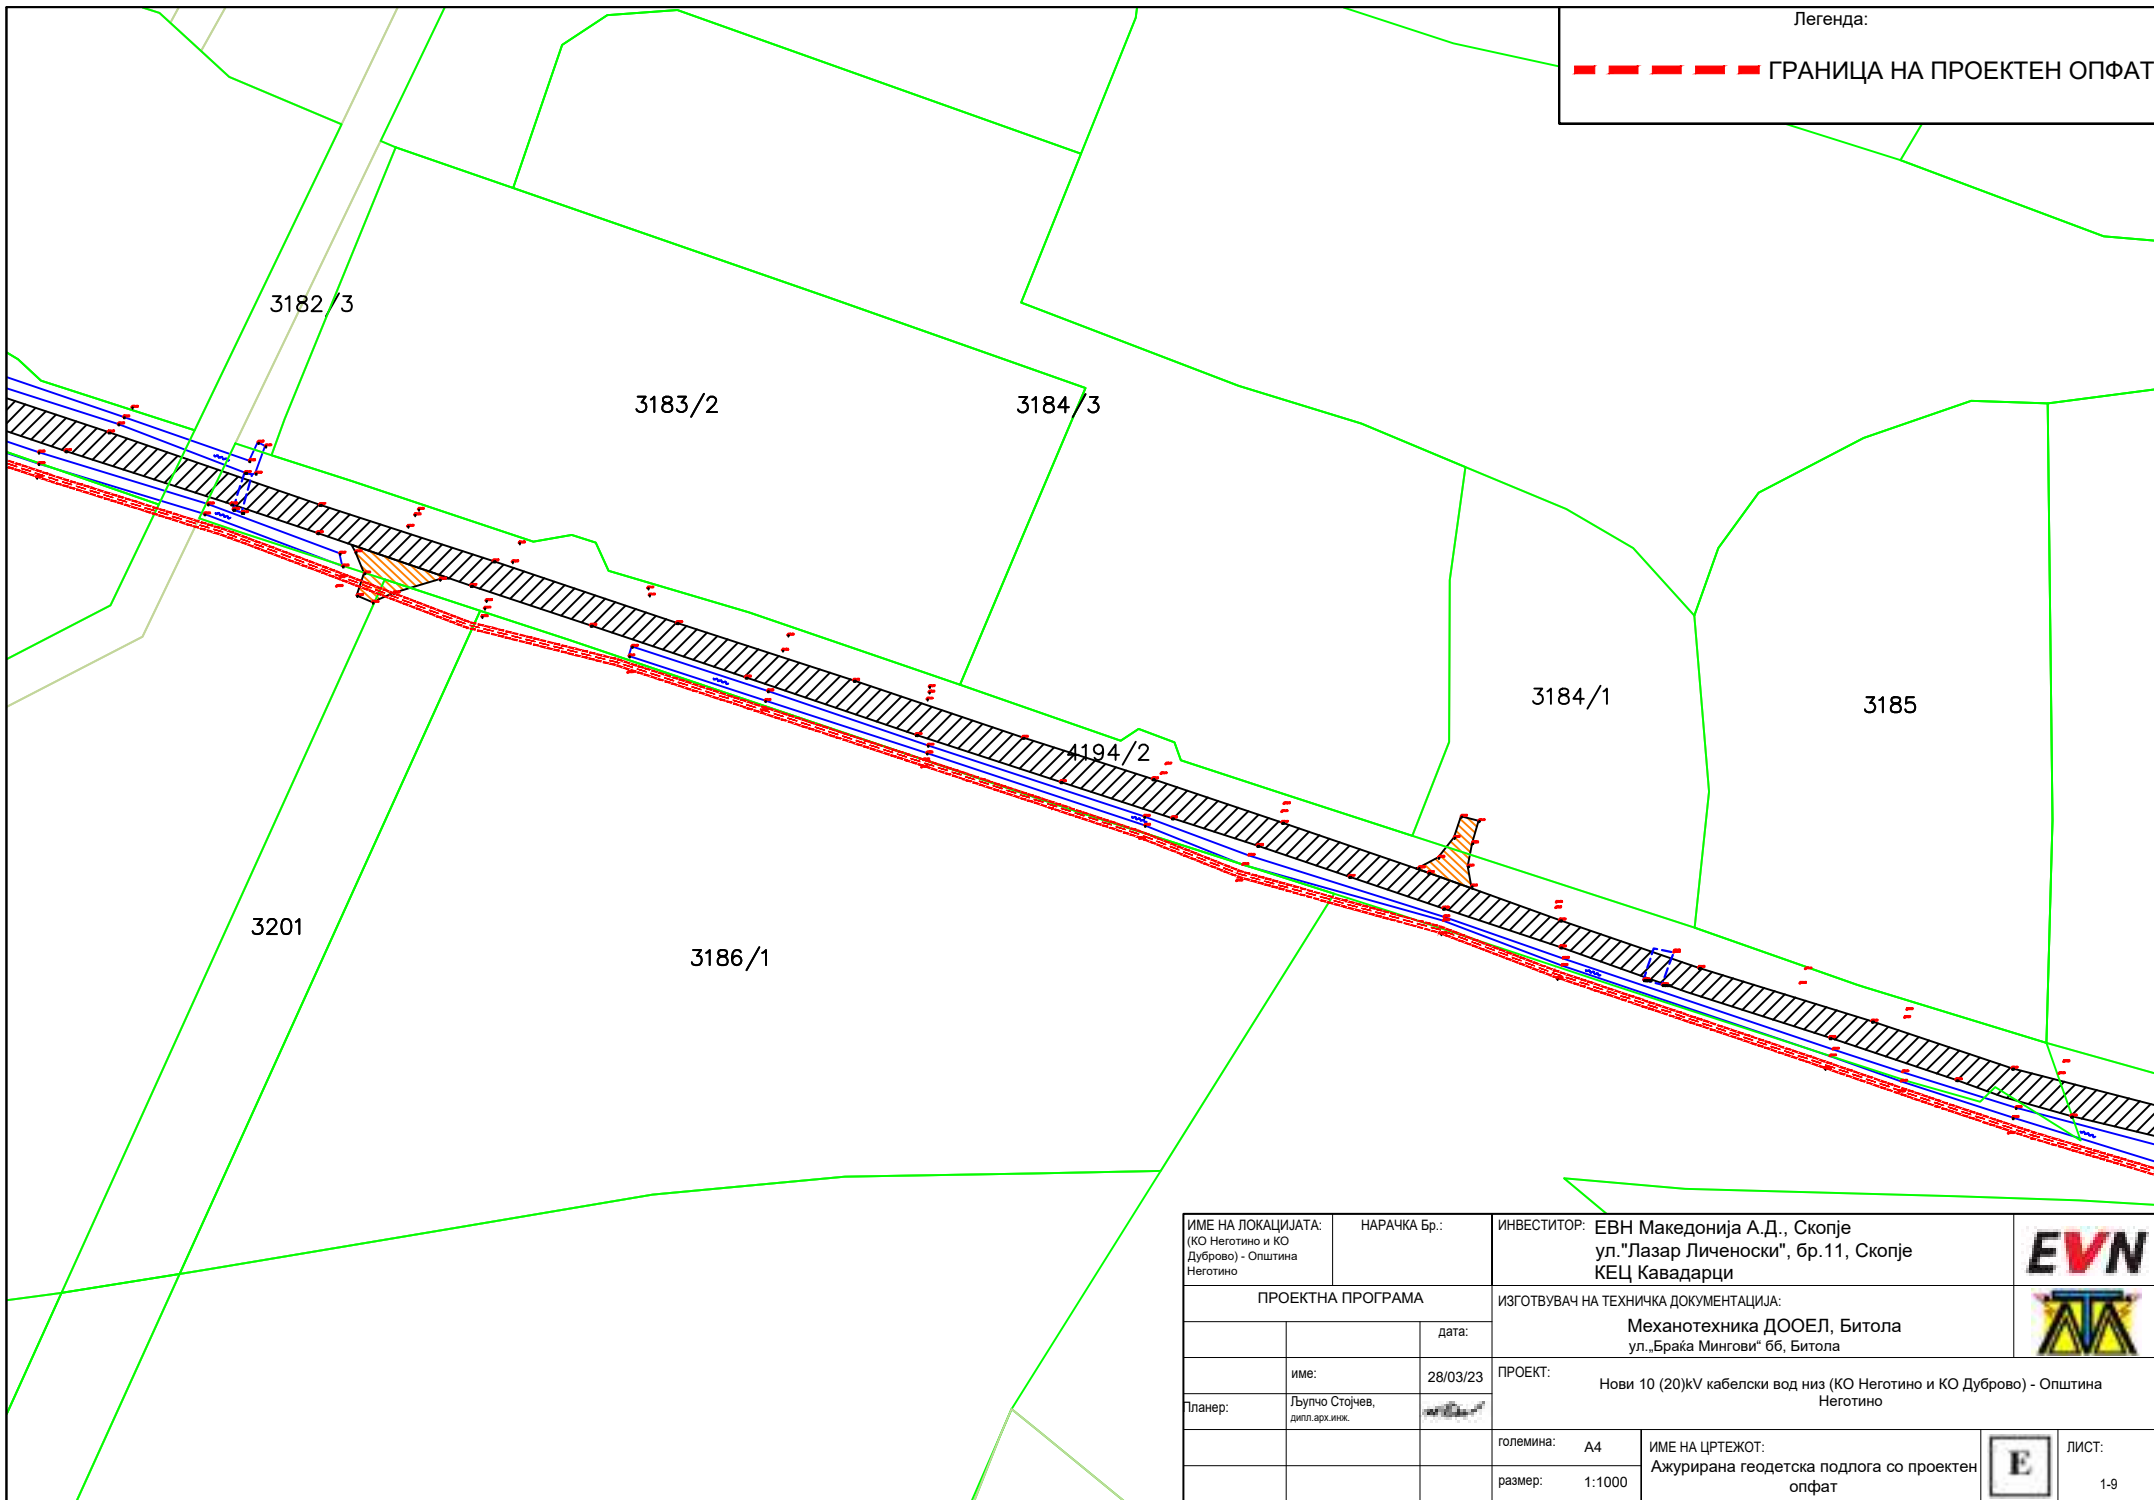 Легенда:
ГРАНИЦА НА ПРОЕКТЕН ОПФАТ
3182/3
3183/2
3184/3
3184/1
3185
4194/2
3201
3186/1
ИМЕ НА ЛОКАЦИЈАТА:
(КО Неготино и КО
Дуброво) - Општина
Неготино
НАРАЧКА Бр.:
ИНВЕСТИТОР:
ЕВН Македонија А.Д., Скопје
ул."Лазар Личеноски", бр.11, Скопје
КЕЦ Кавадарци
EVN
ПРОЕКТНА ПРОГРАМА
ИЗГОТВУВАЧ НА ТЕХНИЧКА ДОКУМЕНТАЦИЈА:
Механотехника ДООЕЛ, Битола
ул.„Браќа Мингови“ бб, Битола
дата:
име:
28/03/23
ПРОЕКТ:
Нови 10 (20)kV кабелски вод низ (КО Неготино и КО Дуброво) - Општина
Неготино
Планер:
Љупчо Стојчев,
дипл.арх.инж.
големина:
А4
размер:
1:1000
ИМЕ НА ЦРТЕЖОТ:
Ажурирана геодетска подлога со проектен
опфат
Е
ЛИСТ:
1-9